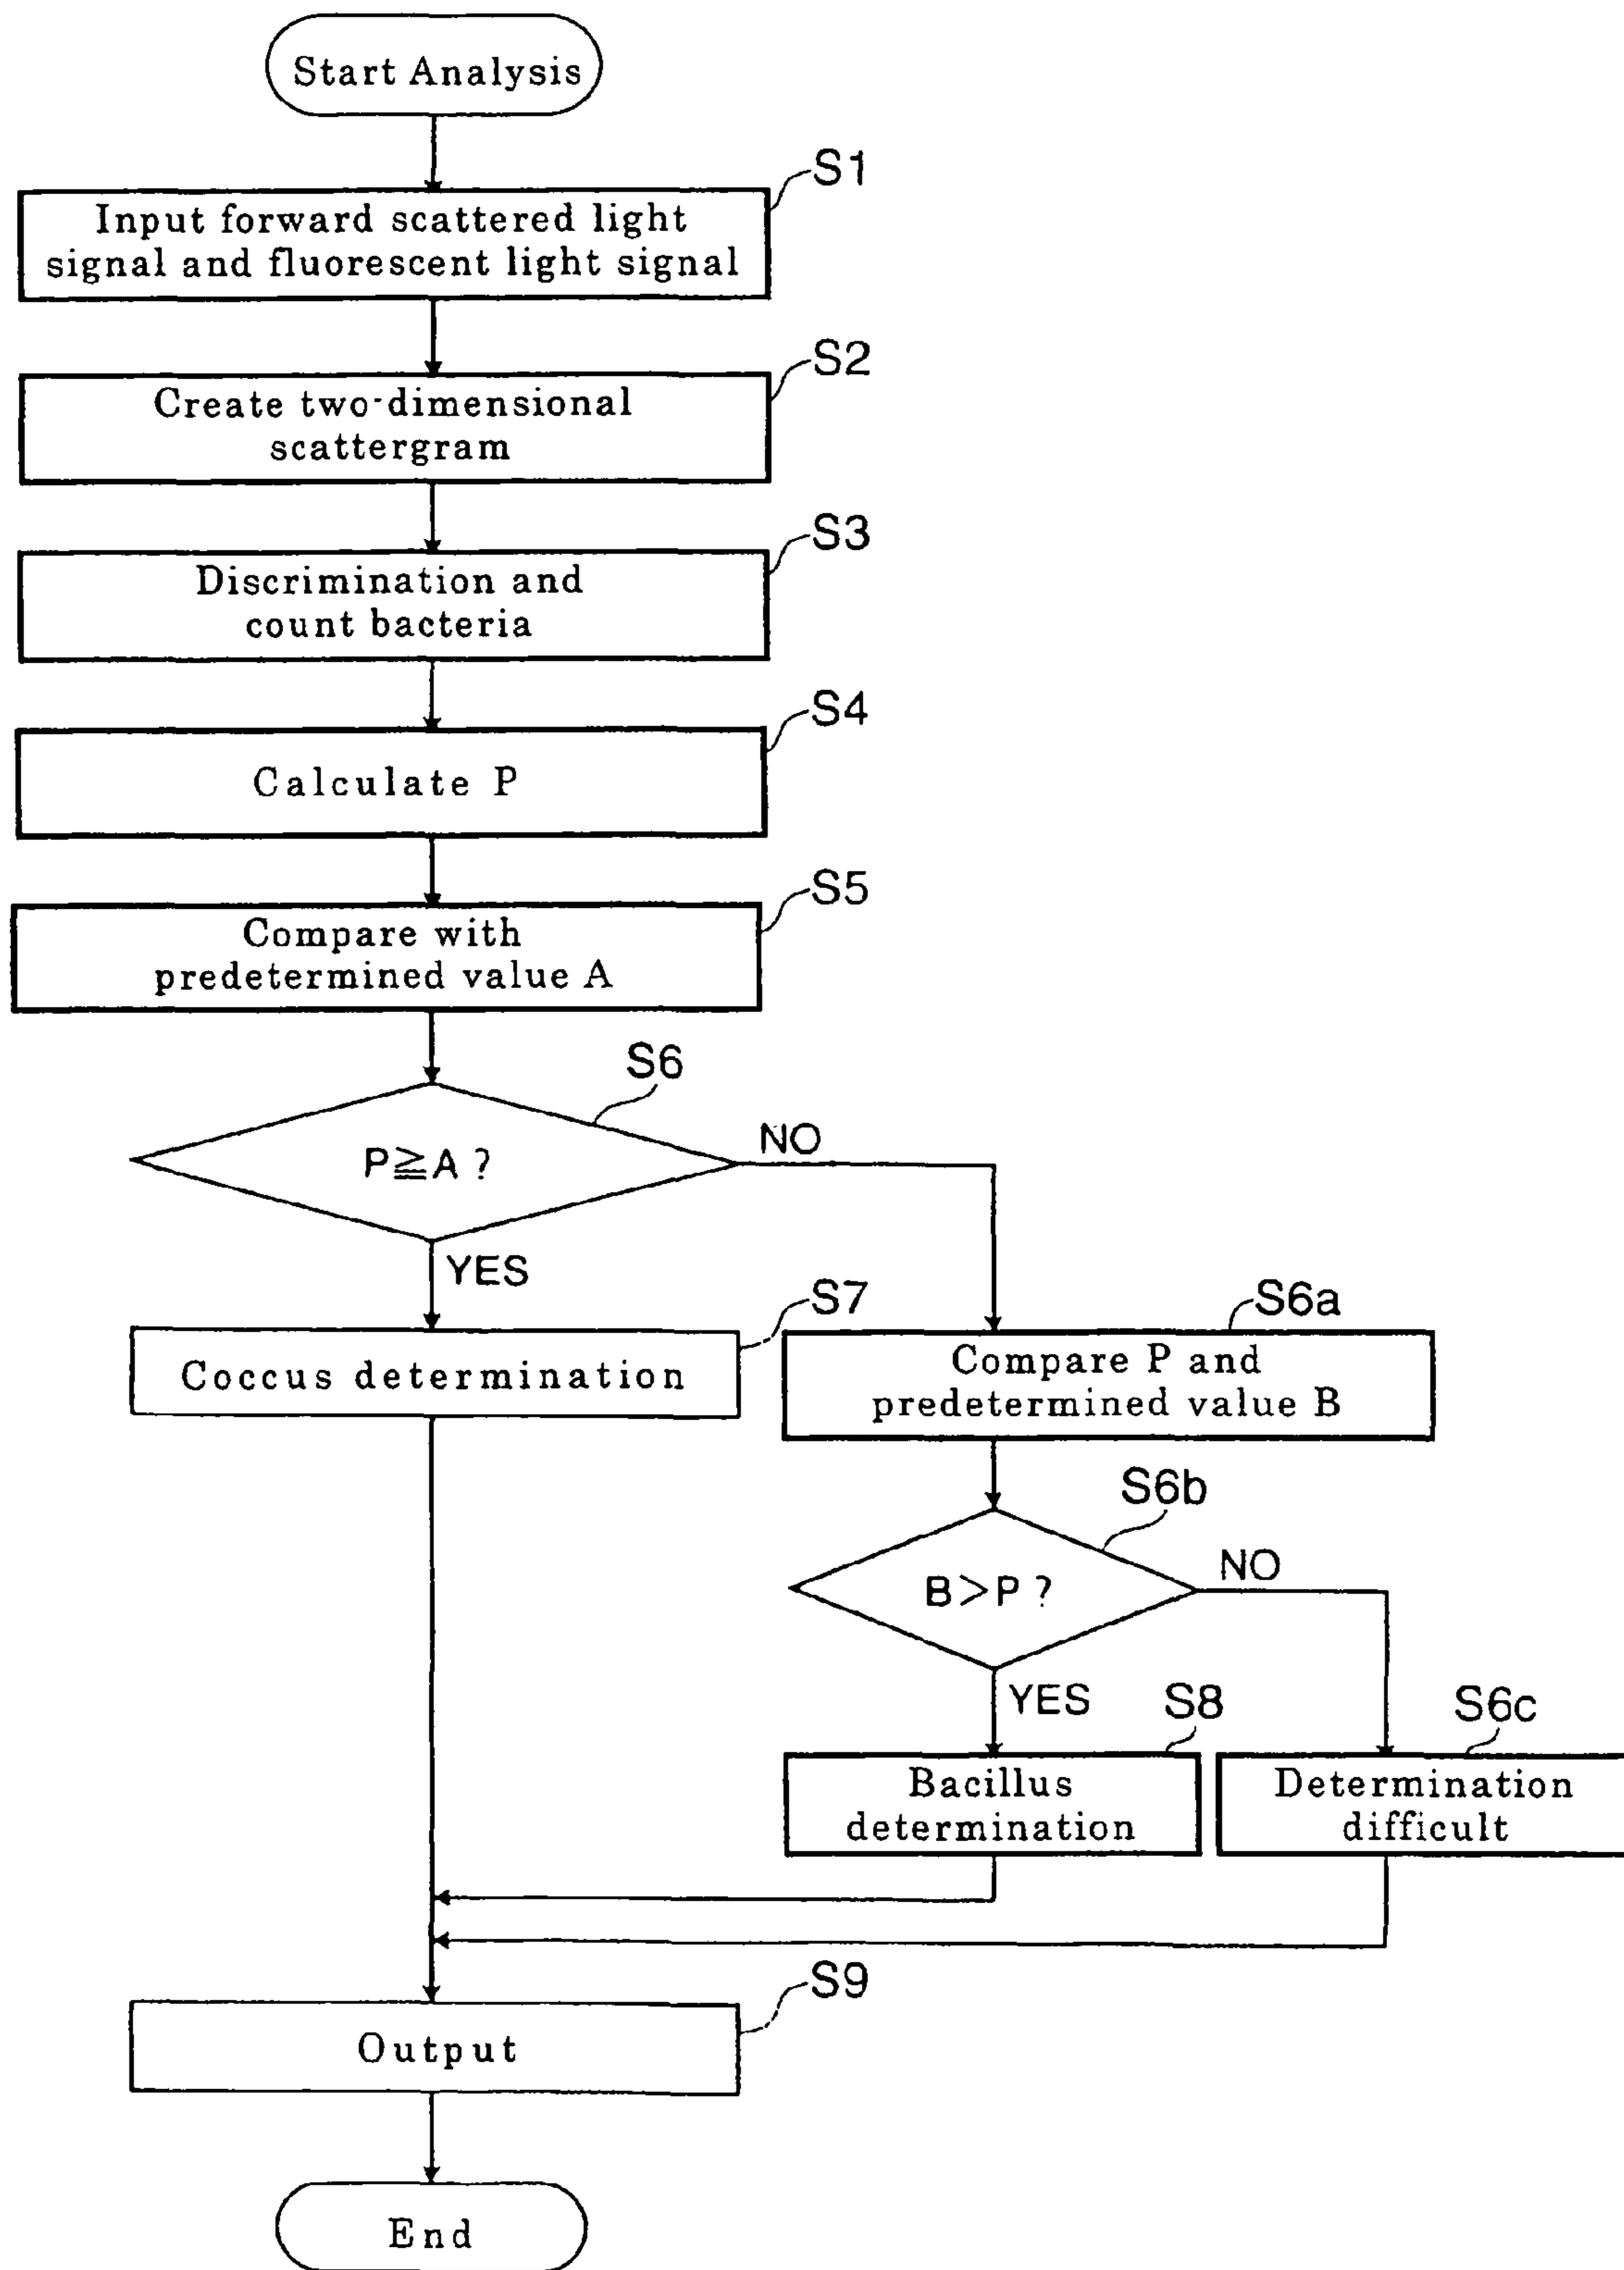 Start Analysis
S1
Input forward scattered light
signal and fluorescent light signal
S2
Create two-dimensional
scattergram
S3
Discrimination and
count bacteria
S4
Calculate P
S5
Compare with
predetermined value A
S6
P≧A ?
NO
YES
S7
Coccus determination
S6a
Compare P and
predetermined value B
S6b
B>P ?
NO
YES
S8
Bacillus
determination
S6c
Determination
difficult
S9
Output
End